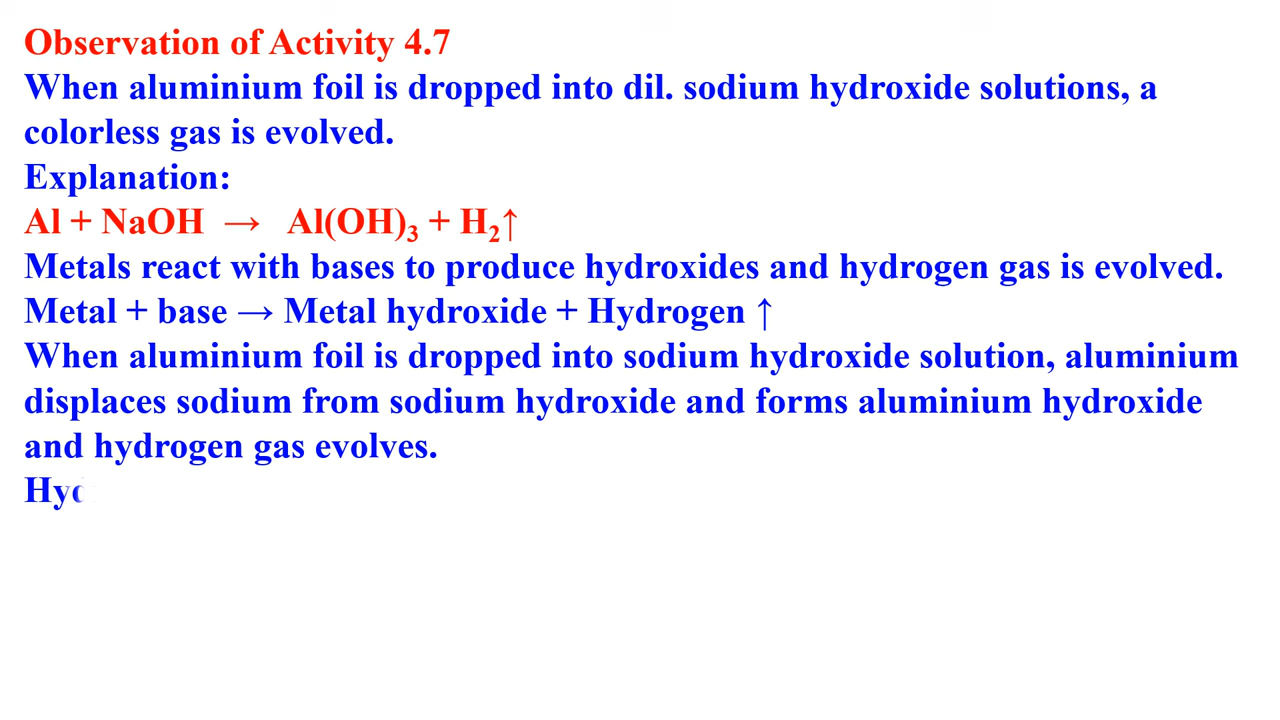 Observation of Activity 4.7
When aluminium foil is dropped into dil. sodium hydroxide solutions, a
colorless gas is evolved.
Explanation:
Al + NaOH → Al(OH)₃ + H₂↑
Metals react with bases to produce hydroxides and hydrogen gas is evolved.
Metal + base → Metal hydroxide + Hydrogen ↑
When aluminium foil is dropped into sodium hydroxide solution, aluminium
displaces sodium from sodium hydroxide and forms aluminium hydroxide
and hydrogen gas evolves.